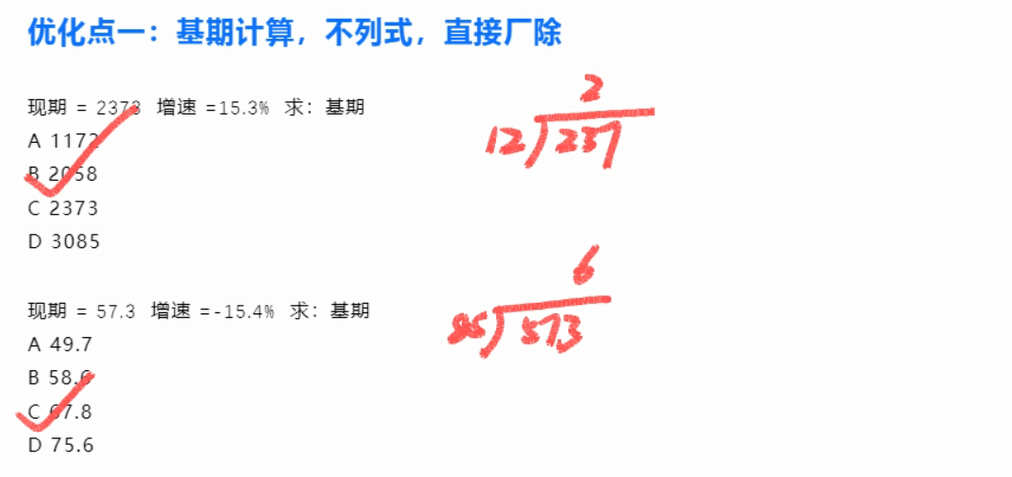 优化点一：基期计算，不列式，直接厂除
现期 = 2373 增速 =15.3% 求：基期
A 1172
B 2058
C 2373
D 3085
2
12 237
现期 = 57.3 增速 =-15.4% 求：基期
A 49.7
B 58.6
C 67.8
D 75.6
6
85 573